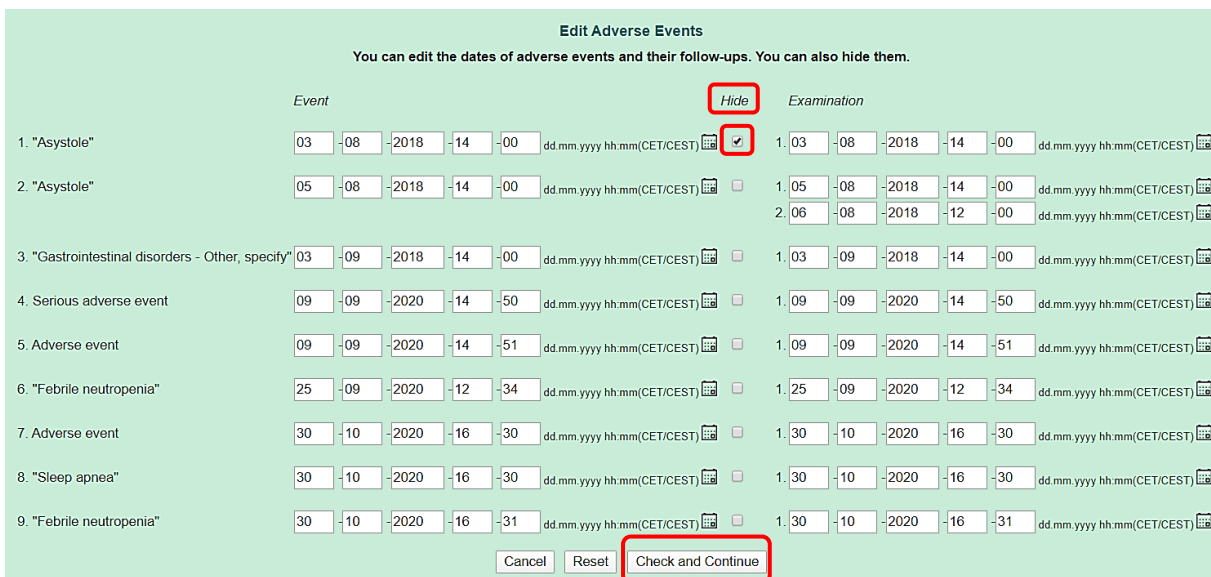 Edit Adverse Events
You can edit the dates of adverse events and their follow-ups. You can also hide them.
Event Hide Examination
1. "Asystole" 03 -08 -2018 -14 -00 dd.mm.yyyy hh:mm(CET/CEST) 1. 03 -08 -2018 -14 -00 dd.mm.yyyy hh:mm(CET/CEST)
2. "Asystole" 05 -08 -2018 -14 -00 dd.mm.yyyy hh:mm(CET/CEST) 1. 05 -08 -2018 -14 -00 dd.mm.yyyy hh:mm(CET/CEST)
2. 06 -08 -2018 -12 -00 dd.mm.yyyy hh:mm(CET/CEST)
3. "Gastrointestinal disorders - Other, specify" 03 -09 -2018 -14 -00 dd.mm.yyyy hh:mm(CET/CEST) 1. 03 -09 -2018 -14 -00 dd.mm.yyyy hh:mm(CET/CEST)
4. Serious adverse event 09 -09 -2020 -14 -50 dd.mm.yyyy hh:mm(CET/CEST) 1. 09 -09 -2020 -14 -50 dd.mm.yyyy hh:mm(CET/CEST)
5. Adverse event 09 -09 -2020 -14 -51 dd.mm.yyyy hh:mm(CET/CEST) 1. 09 -09 -2020 -14 -51 dd.mm.yyyy hh:mm(CET/CEST)
6. "Febrile neutropenia" 25 -09 -2020 -12 -34 dd.mm.yyyy hh:mm(CET/CEST) 1. 25 -09 -2020 -12 -34 dd.mm.yyyy hh:mm(CET/CEST)
7. Adverse event 30 -10 -2020 -16 -30 dd.mm.yyyy hh:mm(CET/CEST) 1. 30 -10 -2020 -16 -30 dd.mm.yyyy hh:mm(CET/CEST)
8. "Sleep apnea" 30 -10 -2020 -16 -30 dd.mm.yyyy hh:mm(CET/CEST) 1. 30 -10 -2020 -16 -30 dd.mm.yyyy hh:mm(CET/CEST)
9. "Febrile neutropenia" 30 -10 -2020 -16 -31 dd.mm.yyyy hh:mm(CET/CEST) 1. 30 -10 -2020 -16 -31 dd.mm.yyyy hh:mm(CET/CEST)
Cancel Reset Check and Continue